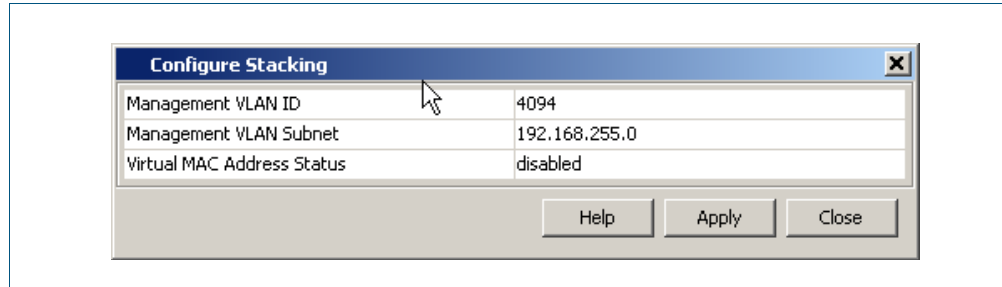 Configure Stacking
Management VLAN ID 4094
Management VLAN Subnet 192.168.255.0
Virtual MAC Address Status disabled
Help Apply Close